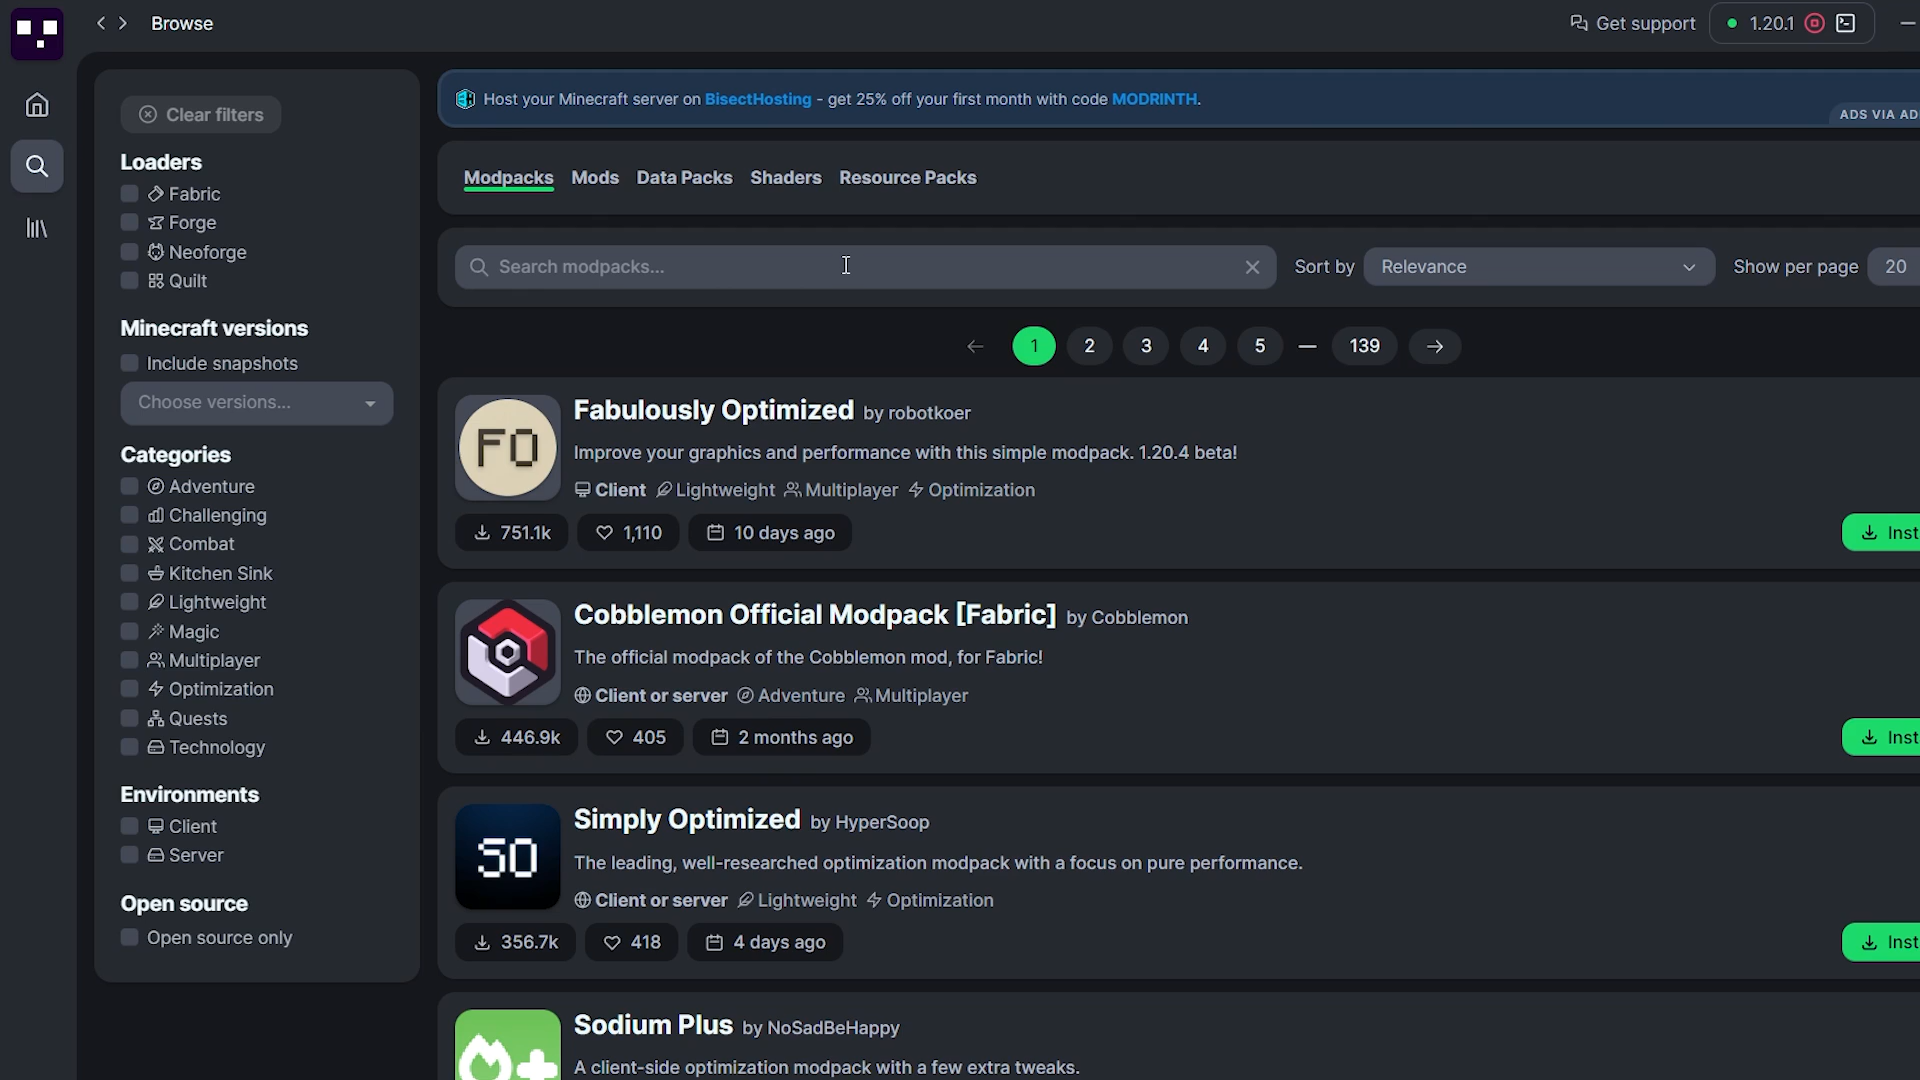 Browse
Get support
1.20.1
Clear filters
Loaders
Fabric
Forge
Neoforge
Quilt
Minecraft versions
Include snapshots
Choose versions...
Categories
Adventure
Challenging
Combat
Kitchen Sink
Lightweight
Magic
Multiplayer
Optimization
Quests
Technology
Environments
Client
Server
Open source
Open source only
Host your Minecraft server on BisectHosting - get 25% off your first month with code MODRINTH.
ADS VIA AD
Modpacks Mods Data Packs Shaders Resource Packs
Search modpacks...
Sort by Relevance Show per page 20
1 2 3 4 5 — 139
Fabulously Optimized by robotkoer
FO
Improve your graphics and performance with this simple modpack. 1.20.4 beta!
Client Lightweight Multiplayer Optimization
751.1k 1,110 10 days ago
Inst
Cobblemon Official Modpack [Fabric] by Cobblemon
The official modpack of the Cobblemon mod, for Fabric!
Client or server Adventure Multiplayer
446.9k 405 2 months ago
Inst
Simply Optimized by HyperSoop
SO
The leading, well-researched optimization modpack with a focus on pure performance.
Client or server Lightweight Optimization
356.7k 418 4 days ago
Inst
Sodium Plus by NoSadBeHappy
A client-side optimization modpack with a few extra tweaks.